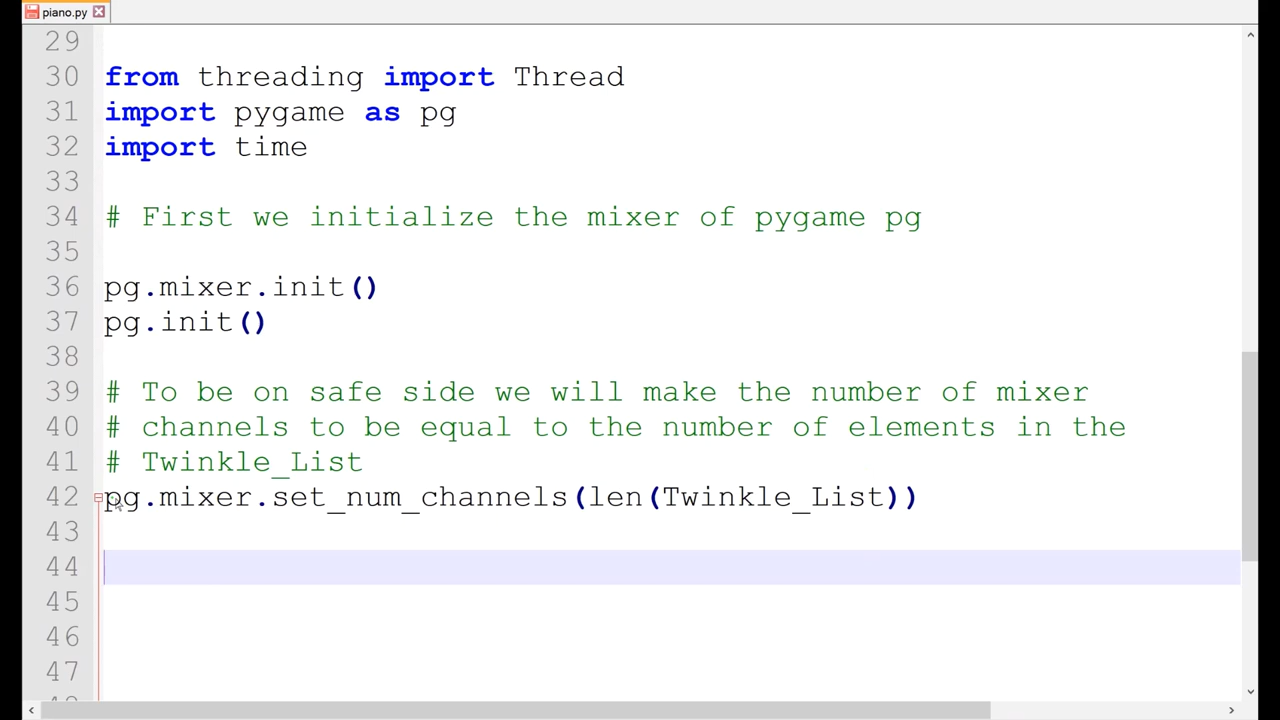 piano.py
29
30 from threading import Thread
31 import pygame as pg
32 import time
33
34 # First we initialize the mixer of pygame pg
35
36 pg.mixer.init()
37 pg.init()
38
39 # To be on safe side we will make the number of mixer
40 # channels to be equal to the number of elements in the
41 # Twinkle_List
42 pg.mixer.set_num_channels(len(Twinkle_List))
43
44
45
46
47